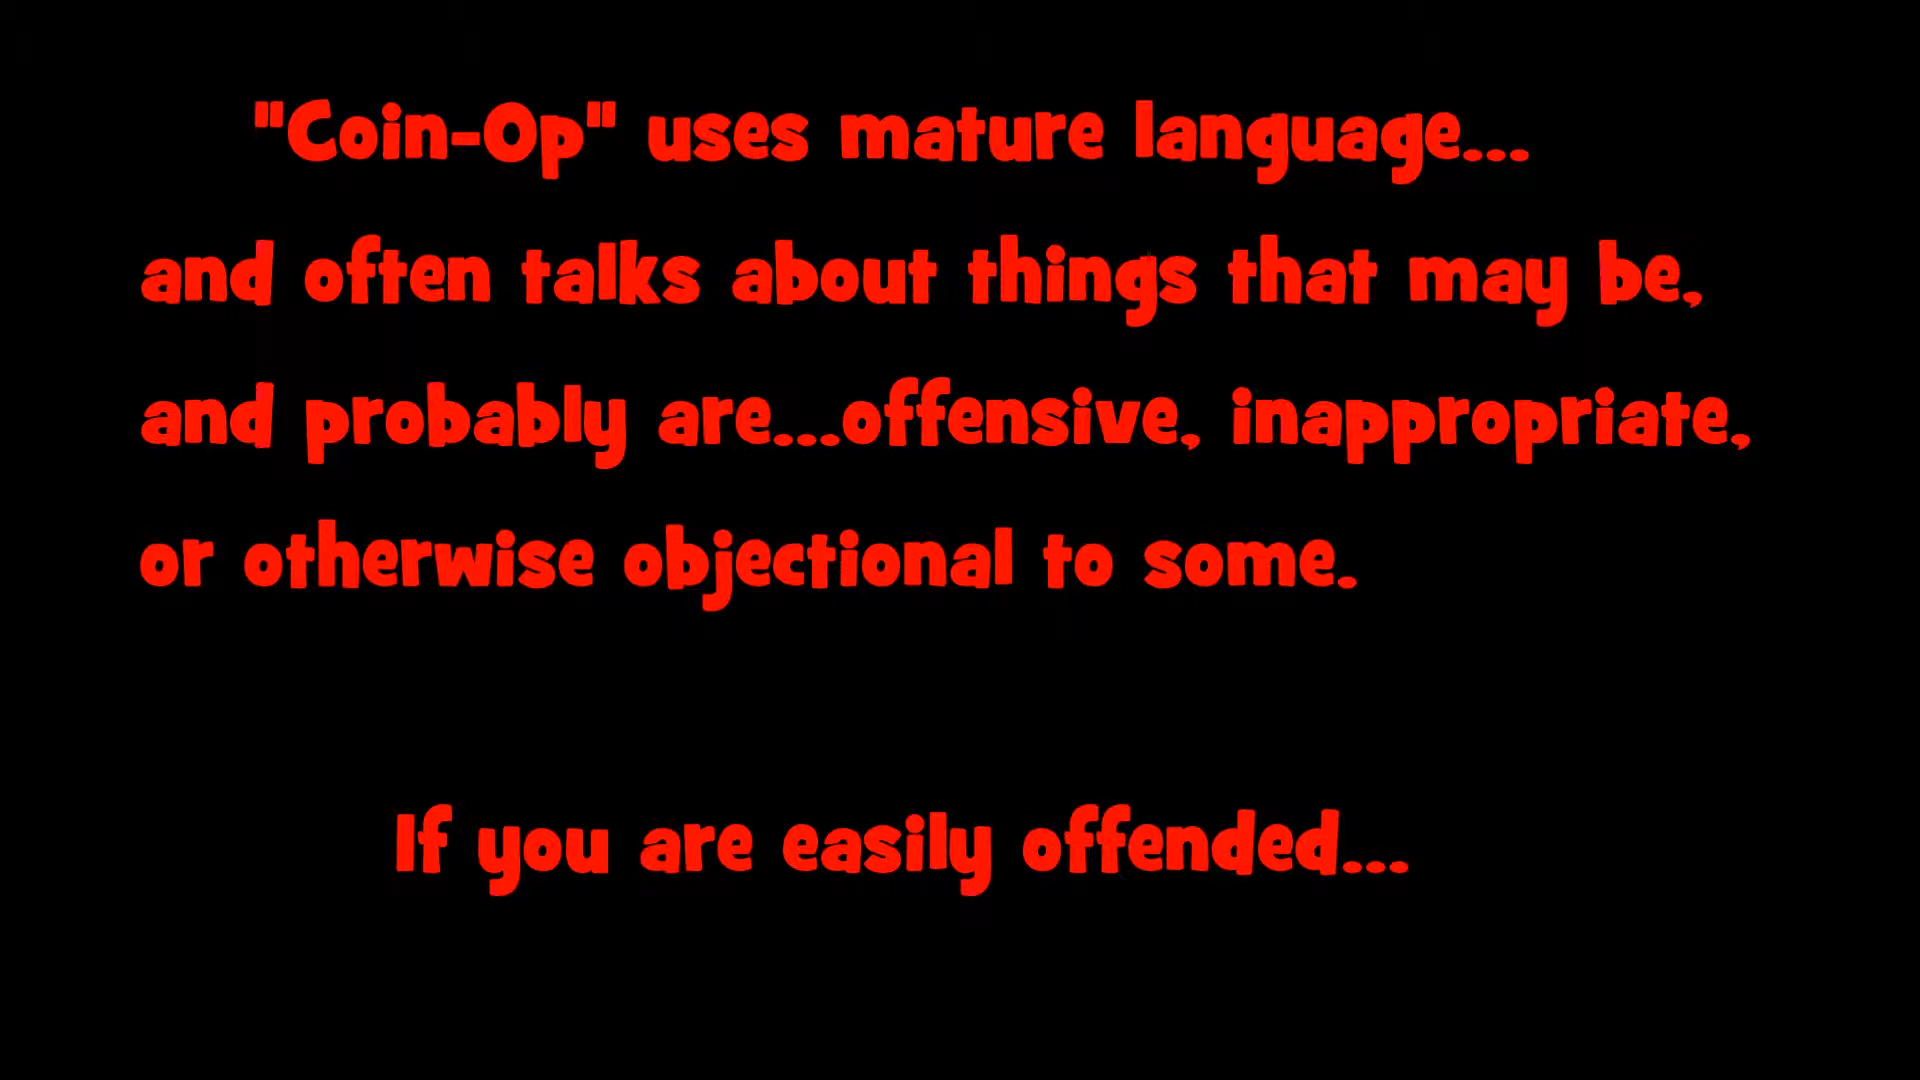 "Coin-Op" uses mature language...
and often talks about things that may be,
and probably are...offensive, inappropriate,
or otherwise objectional to some.
If you are easily offended...